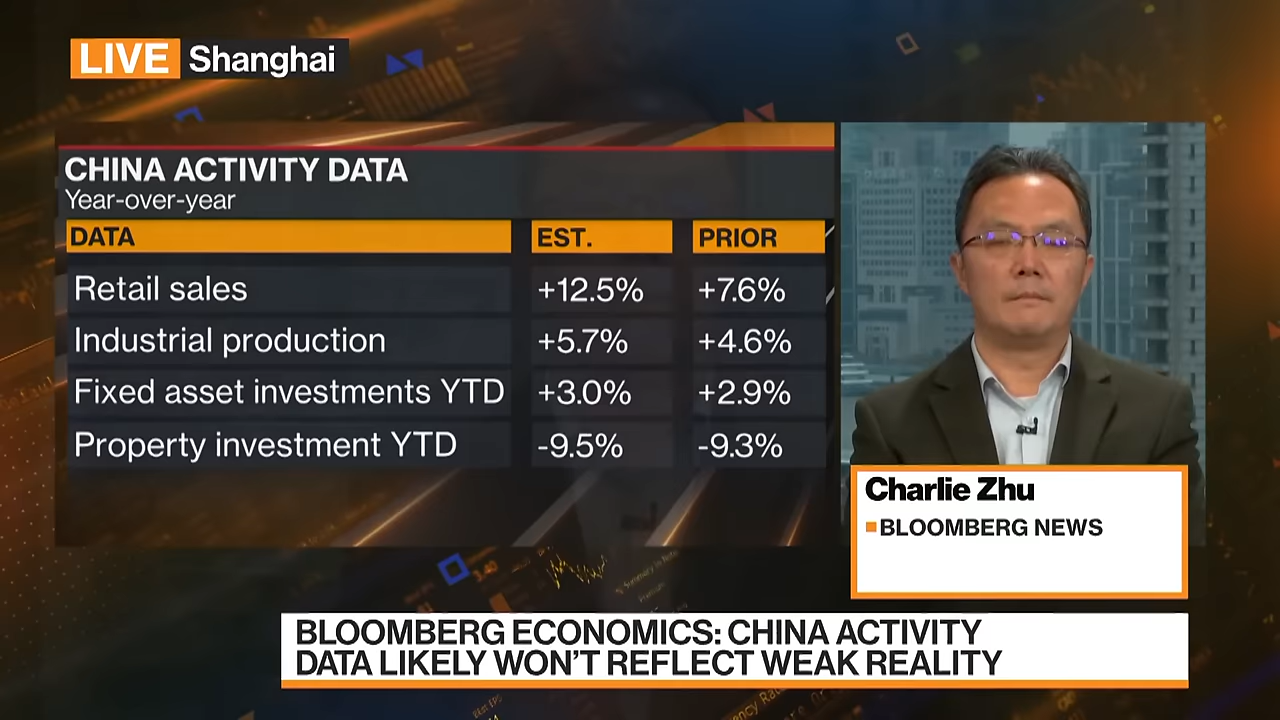 LIVE Shanghai
CHINA ACTIVITY DATA
Year-over-year
DATA EST. PRIOR
Retail sales +12.5% +7.6%
Industrial production +5.7% +4.6%
Fixed asset investments YTD +3.0% +2.9%
Property investment YTD -9.5% -9.3%
Charlie Zhu
BLOOMBERG NEWS
3.40
BLOOMBERG ECONOMICS: CHINA ACTIVITY
DATA LIKELY WON'T REFLECT WEAK REALITY